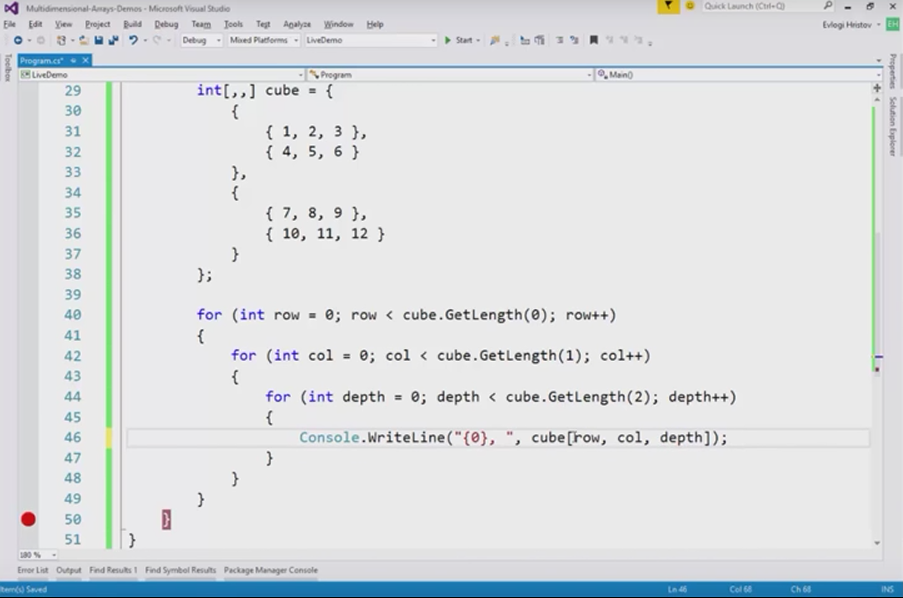 Multidimensional-Arrays-Demos - Microsoft Visual Studio
Quick Launch (Ctrl+Q)
File Edit View Project Build Debug Team Tools Test Analyze Window Help
Evlogi Hristov EH
Debug Mixed Platforms LiveDemo Start
Toolbox
Program.cs*
Properties
Solution Explorer
LiveDemo Program Main()
29 int[,,] cube = {
30 {
31 { 1, 2, 3 },
32 { 4, 5, 6 }
33 },
34 {
35 { 7, 8, 9 },
36 { 10, 11, 12 }
37 }
38 };
39
40 for (int row = 0; row < cube.GetLength(0); row++)
41 {
42 for (int col = 0; col < cube.GetLength(1); col++)
43 {
44 for (int depth = 0; depth < cube.GetLength(2); depth++)
45 {
46 Console.WriteLine("{0}, ", cube[row, col, depth]);
47 }
48 }
49 }
50 }
51 }
180 %
Error List Output Find Results 1 Find Symbol Results Package Manager Console
Item(s) Saved Ln 46 Col 68 Ch 68 INS